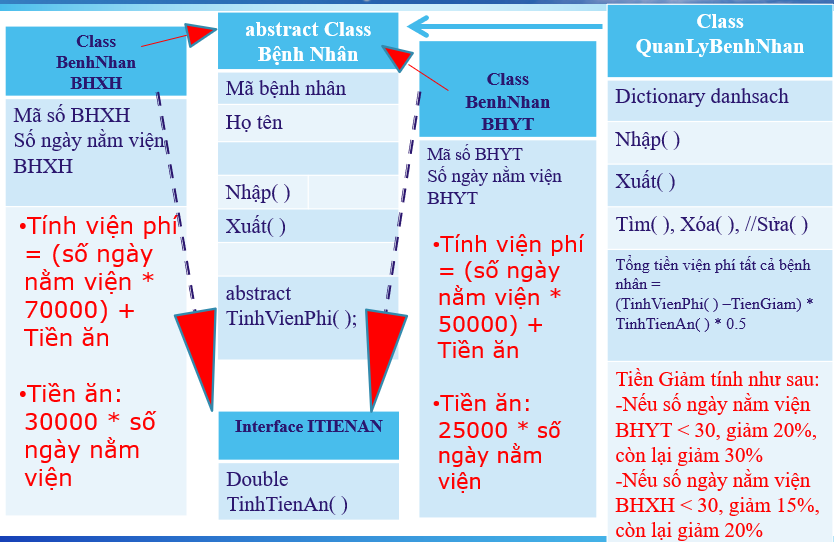 Class
BenhNhan
BHXH
Mã số BHXH
Số ngày nằm viện
BHXH
•Tính viện phí
= (số ngày
nằm viện *
70000) +
Tiền ăn
•Tiền ăn:
30000 * số
ngày nằm
viện
abstract Class
Bệnh Nhân
Mã bệnh nhân
Họ tên
Nhập( )
Xuất( )
abstract
TinhVienPhi( );
Interface ITIENAN
Double
TinhTienAn( )
Class
BenhNhan
BHYT
Mã số BHYT
Số ngày nằm viện
BHYT
•Tính viện phí
= (số ngày
nằm viện *
50000) +
Tiền ăn
•Tiền ăn:
25000 * số
ngày nằm
viện
Class
QuanLyBenhNhan
Dictionary danhsach
Nhập( )
Xuất( )
Tìm( ), Xóa( ), //Sửa( )
Tổng tiền viện phí tất cả bệnh
nhân =
(TinhVienPhi( ) –TienGiam) *
TinhTienAn( ) * 0.5
Tiền Giảm tính như sau:
-Nếu số ngày nằm viện
BHYT < 30, giảm 20%,
còn lại giảm 30%
-Nếu số ngày nằm viện
BHXH < 30, giảm 15%,
còn lại giảm 20%